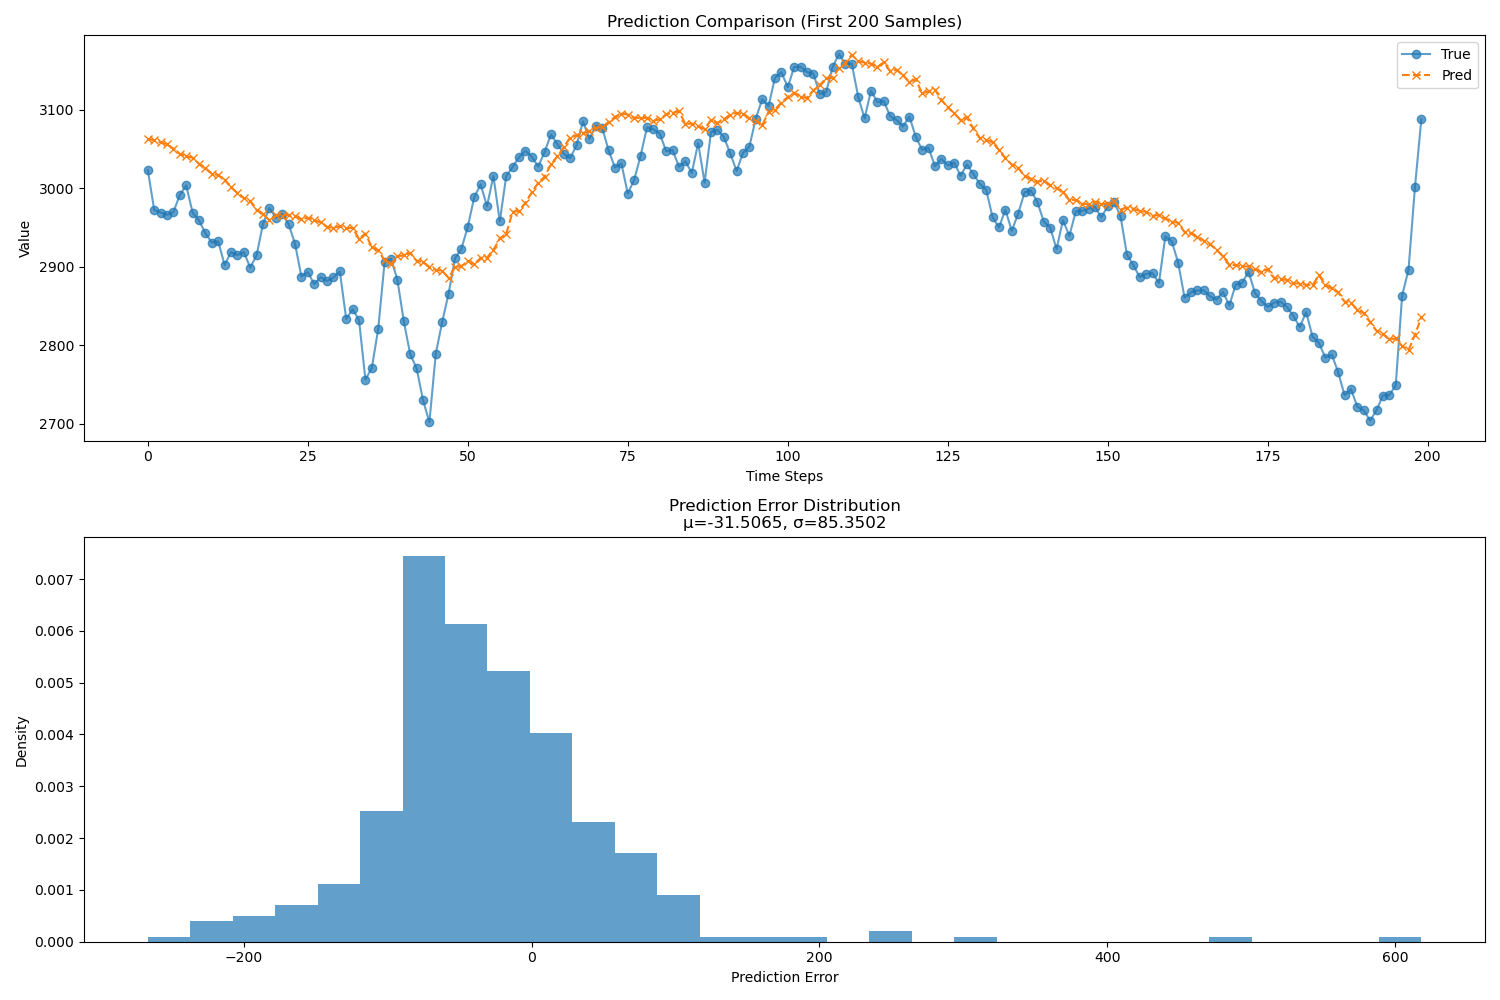 Prediction Comparison (First 200 Samples)
True
Pred
3100
3000
2900
2800
2700
Value
0 25 50 75 100 125 150 175 200
Time Steps
Prediction Error Distribution
μ=-31.5065, σ=85.3502
0.007
0.006
0.005
0.004
0.003
0.002
0.001
0.000
Density
−200 0 200 400 600
Prediction Error